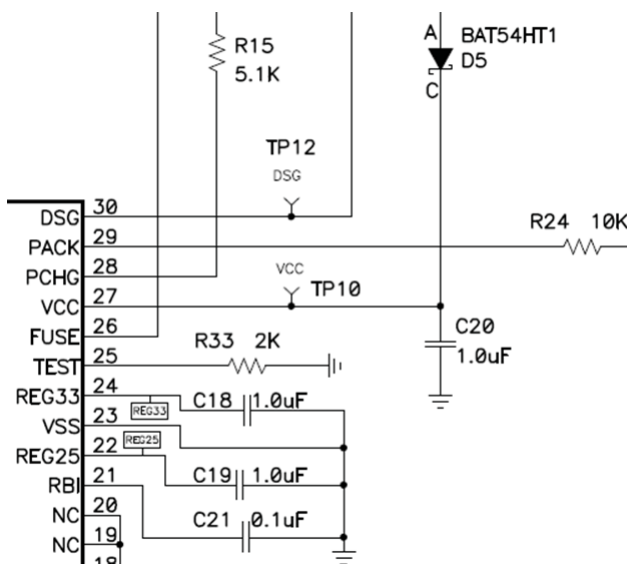 A
BAT54HT1
D5
C
R15
5.1K
TP12
DSG
DSG 30
PACK 29
R24 10K
PCHG 28
VCC
TP10
VCC 27
FUSE 26
C20
1.0uF
TEST 25
R33 2K
REG33 24
REG33
C18 1.0uF
VSS 23
REG25
REG25 22
C19 1.0uF
RBI 21
C21 0.1uF
NC 20
NC 19
18